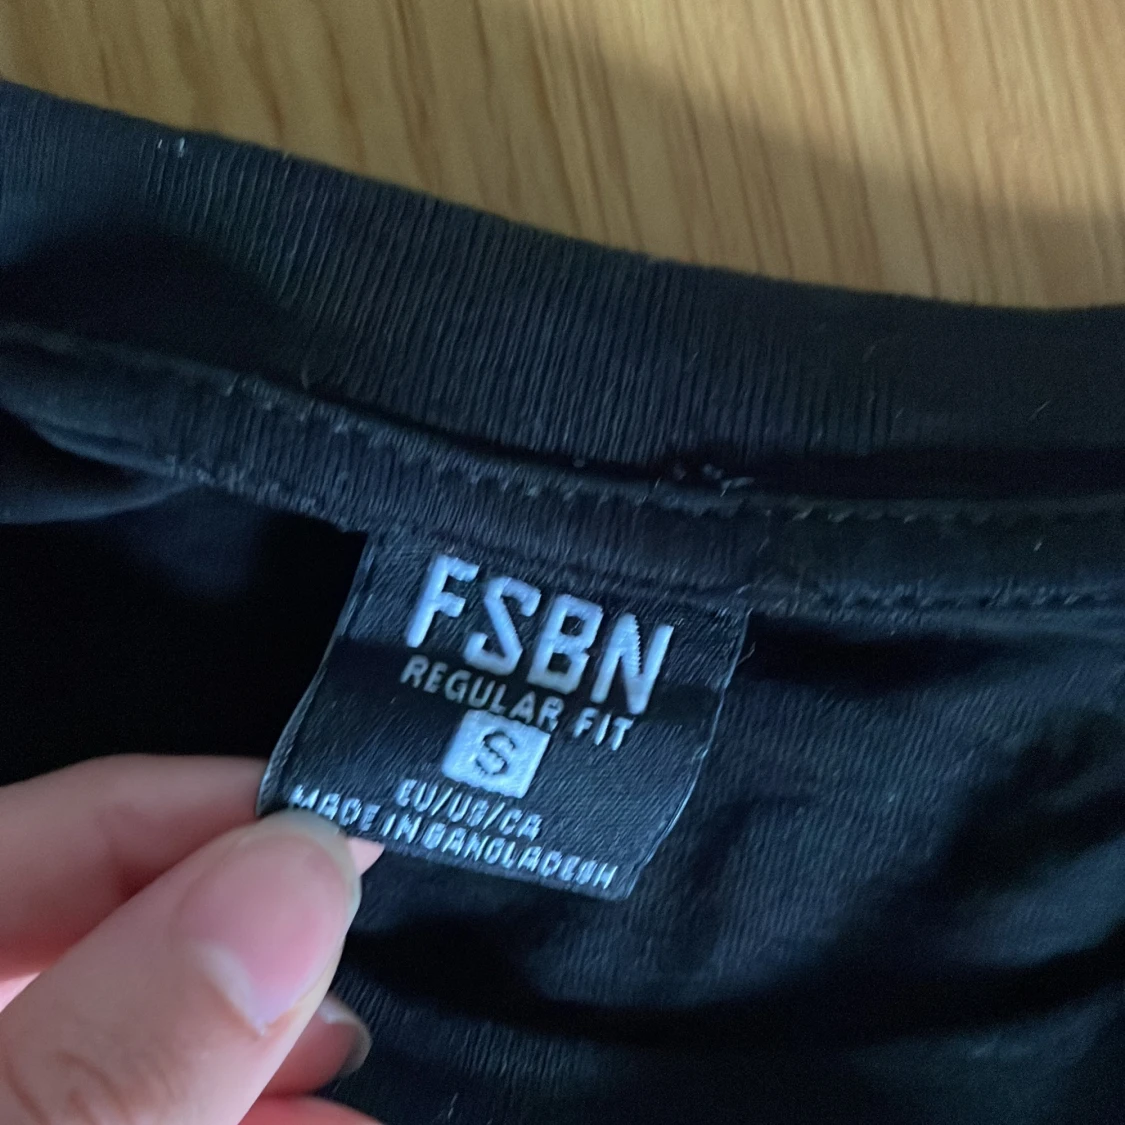 FSBN
REGULAR FIT
S
EU/US/CA
MADE IN BANGLADESH